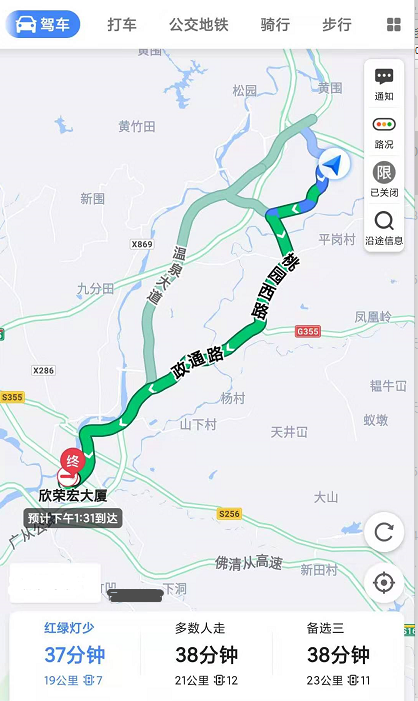 驾车 打车 公交地铁 骑行 步行
黄围
松园
黄围
通知
黄竹田
路况
限
已关闭
新围
沿途信息
X869
平岗村
温泉大道
桃园西路
九分田
凤凰岭
G355
政通路
X286
S355
杨村
韫牛冚
蚁墩
山下村
天井冚
终
欣荣宏大厦
大山
预计下午1:31到达
S256
佛清从高速
新田村
下洞
红绿灯少 多数人走 备选三
37分钟 38分钟 38分钟
19公里 7 21公里 12 23公里 11